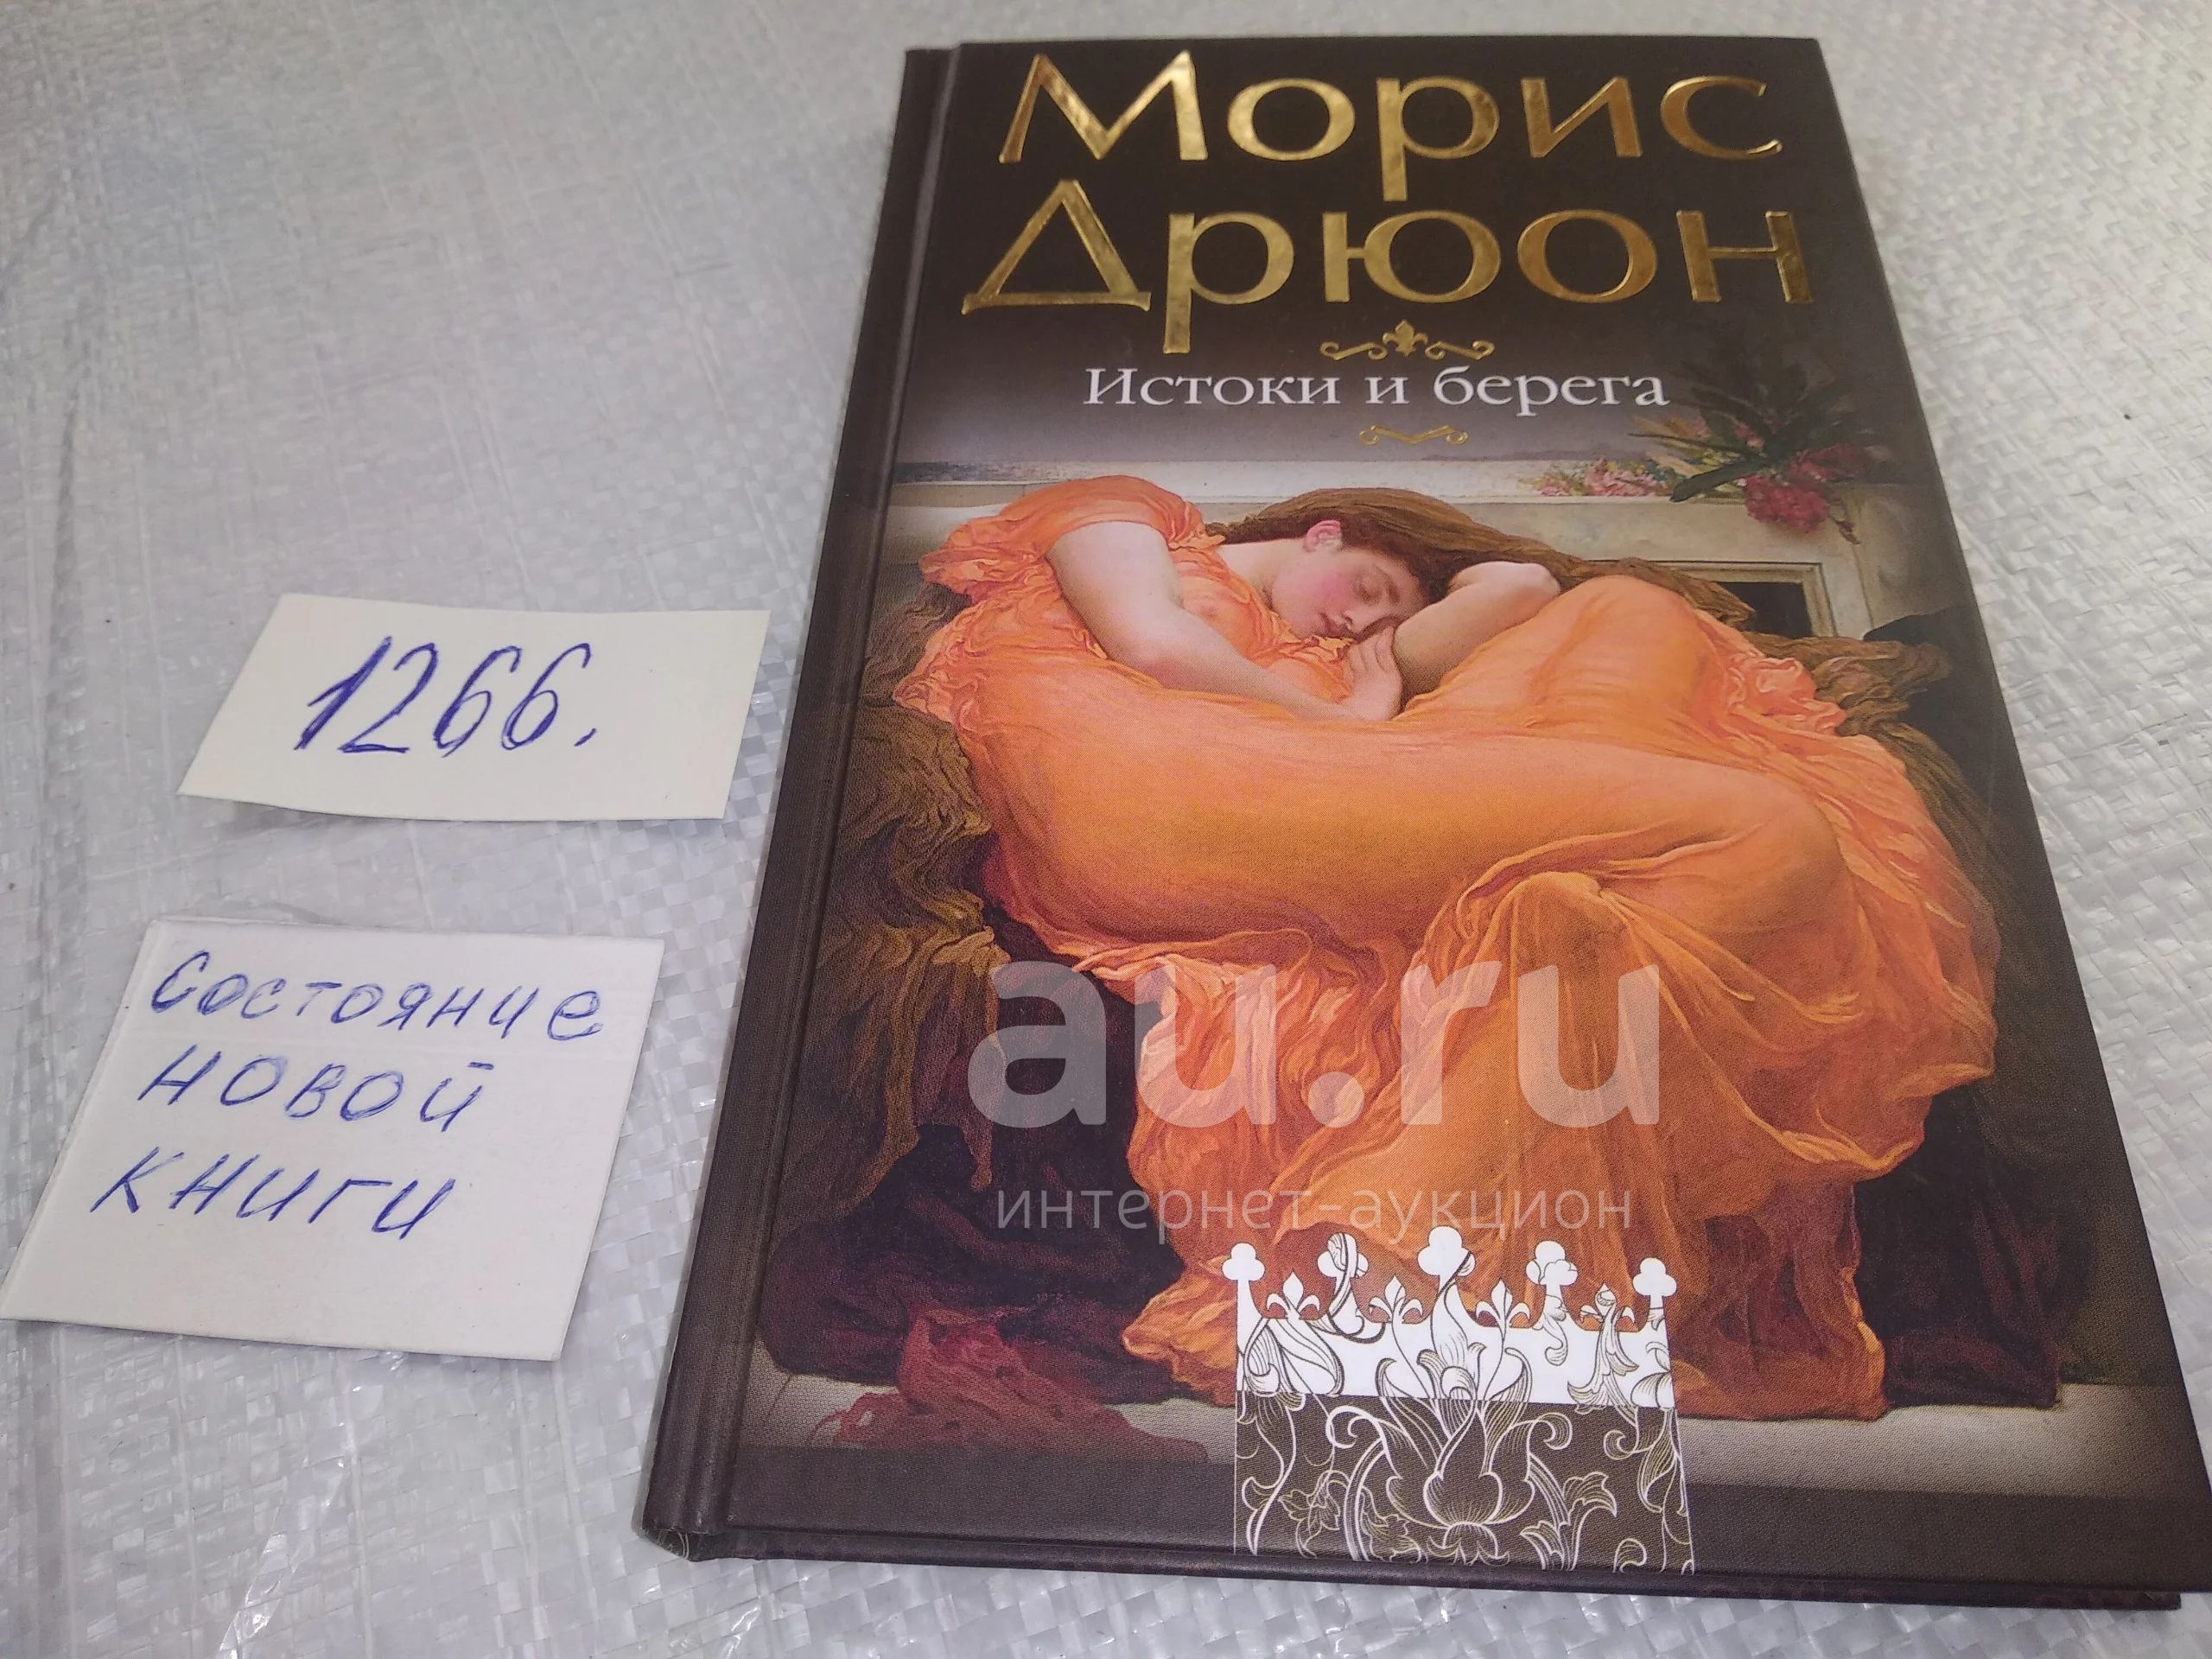 Морис
Дрюон
Истоки и берега
1266.
Состояние
новой
книги
au.ru
интернет-аукцион